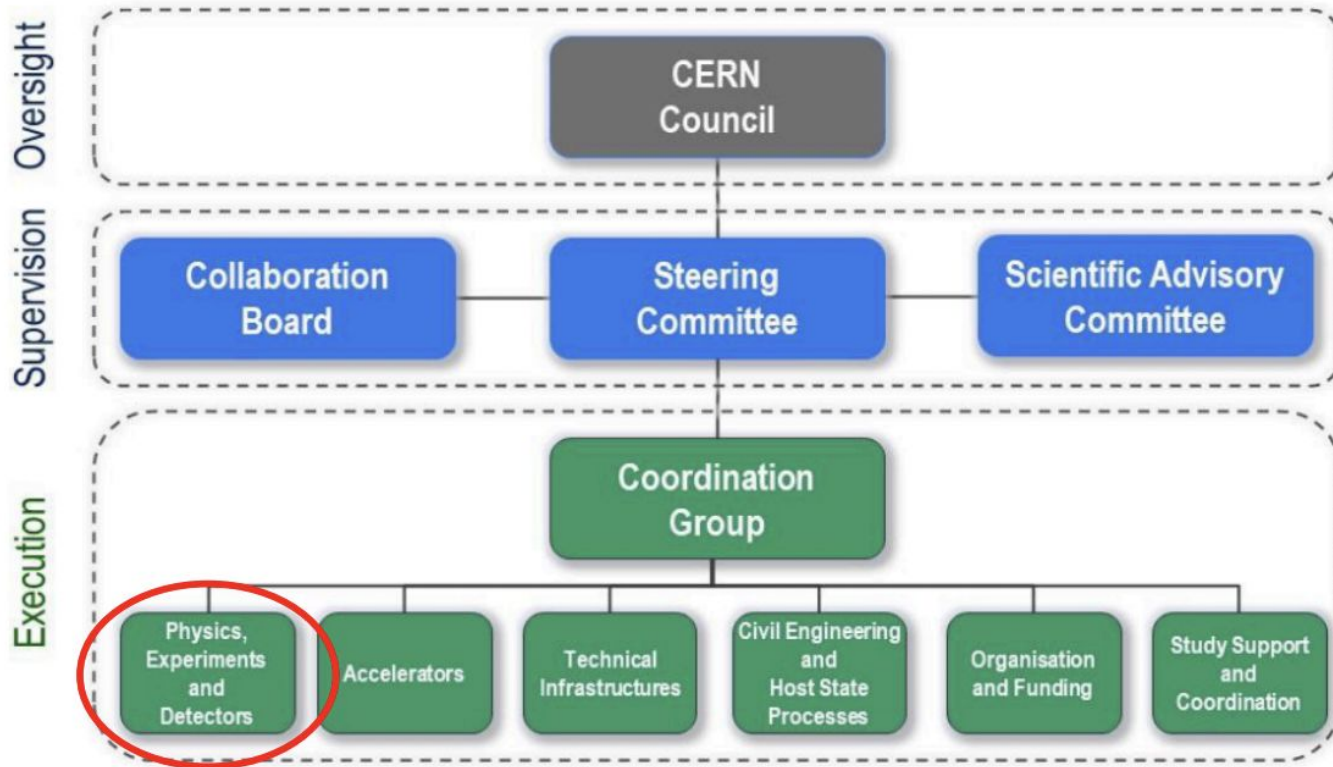 Oversight
CERN
Council
Supervision
Collaboration
Board
Steering
Committee
Scientific Advisory
Committee
Execution
Coordination
Group
Physics,
Experiments
and
Detectors
Accelerators
Technical
Infrastructures
Civil Engineering
and
Host State
Processes
Organisation
and Funding
Study Support
and
Coordination